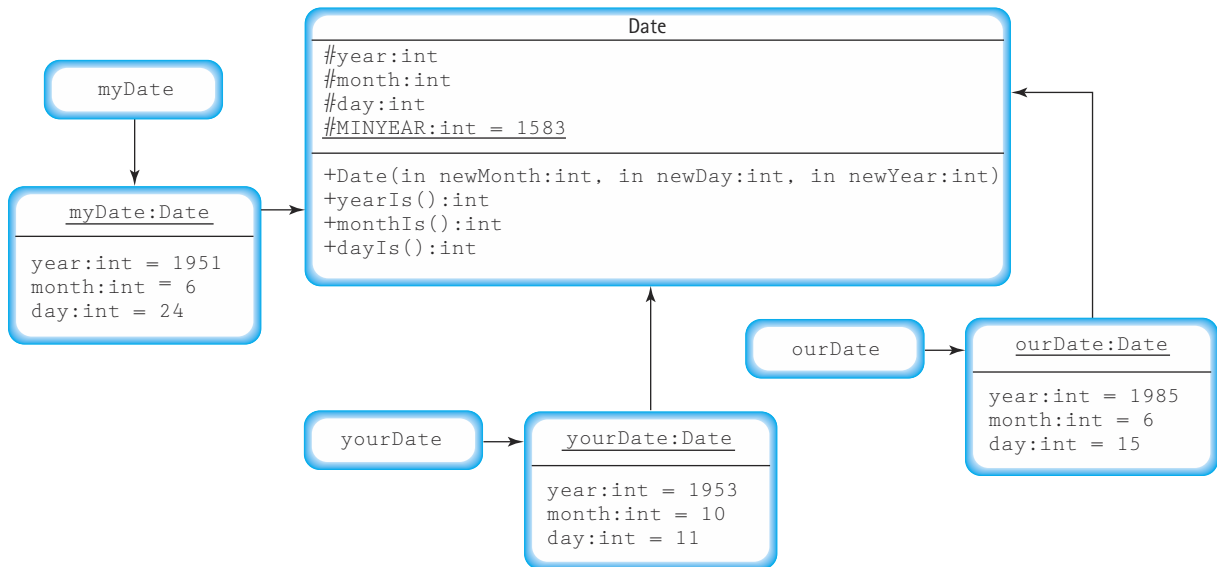 Date
#year:int
#month:int
#day:int
#MINYEAR:int = 1583
+Date(in newMonth:int, in newDay:int, in newYear:int)
+yearIs():int
+monthIs():int
+dayIs():int
myDate
myDate:Date
year:int = 1951
month:int = 6
day:int = 24
ourDate
ourDate:Date
year:int = 1985
month:int = 6
day:int = 15
yourDate
yourDate:Date
year:int = 1953
month:int = 10
day:int = 11